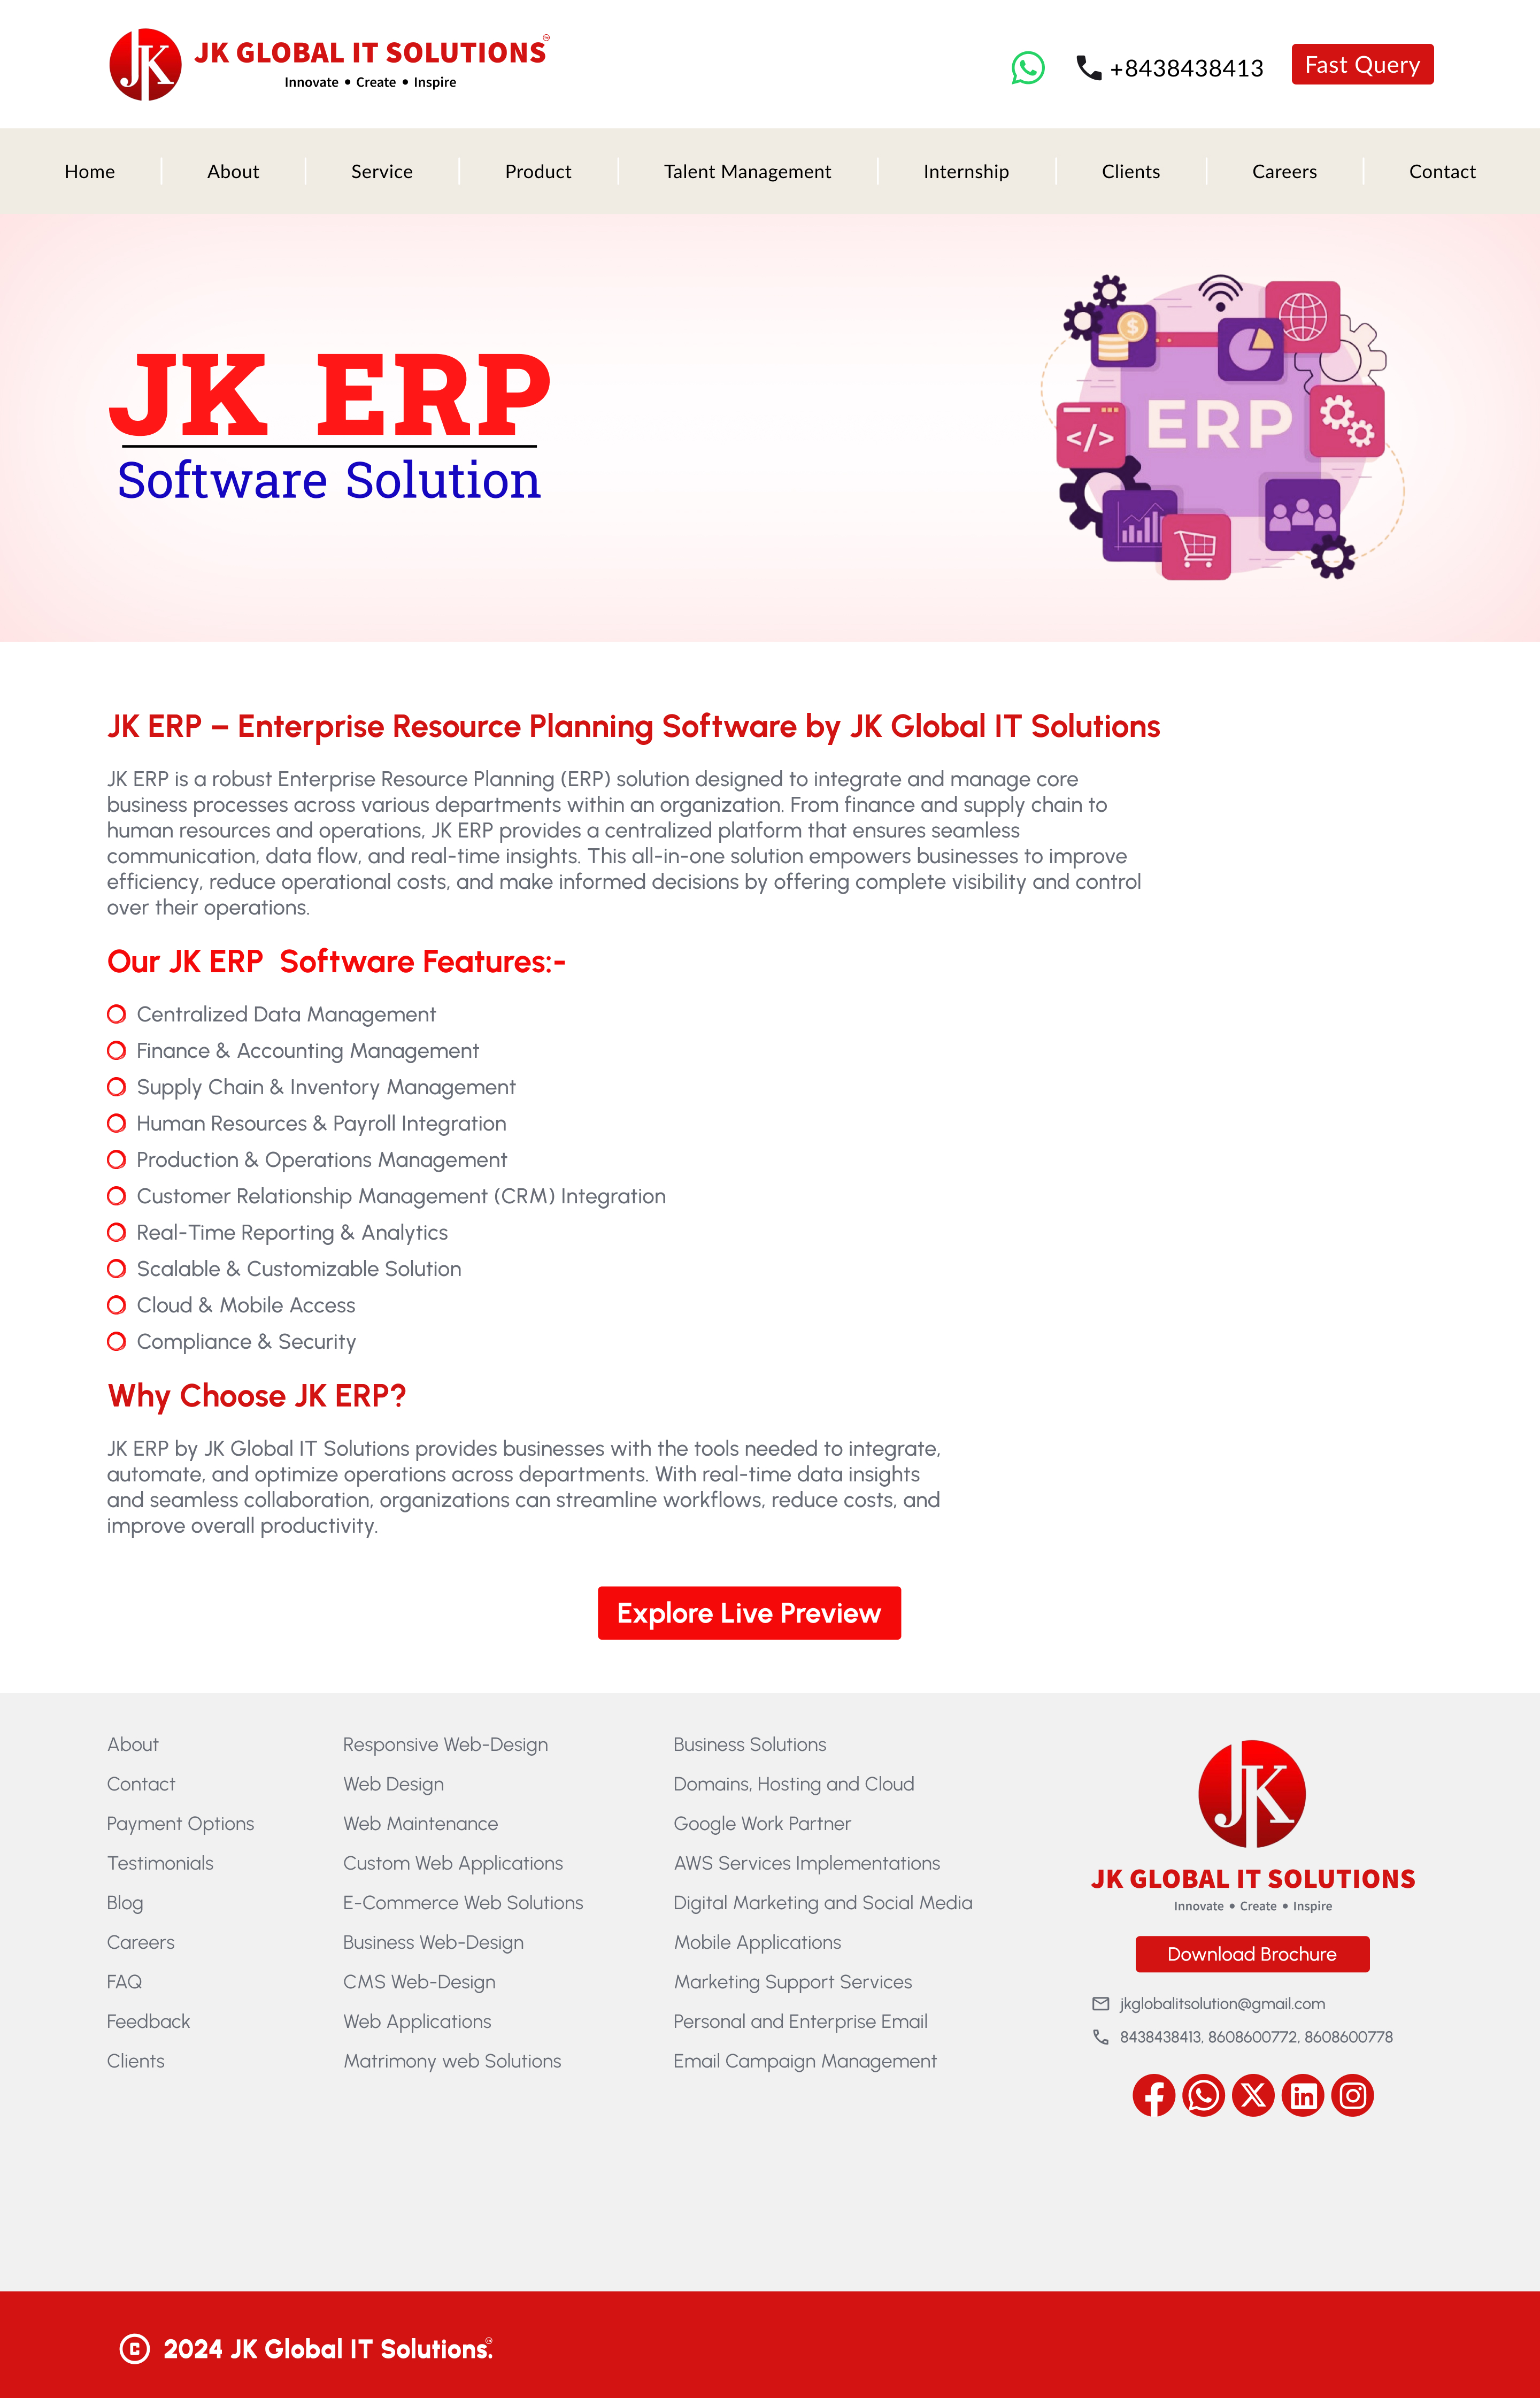 JK GLOBAL IT SOLUTIONS
Innovate • Create • Inspire
+8438438413
Fast Query
Home
About
Service
Product
Talent Management
Internship
Clients
Careers
Contact
JK ERP
Software Solution
$
ERP
</>
JK ERP – Enterprise Resource Planning Software by JK Global IT Solutions
JK ERP is a robust Enterprise Resource Planning (ERP) solution designed to integrate and manage core
business processes across various departments within an organization. From finance and supply chain to
human resources and operations, JK ERP provides a centralized platform that ensures seamless
communication, data flow, and real-time insights. This all-in-one solution empowers businesses to improve
efficiency, reduce operational costs, and make informed decisions by offering complete visibility and control
over their operations.
Our JK ERP  Software Features:-
Centralized Data Management
Finance & Accounting Management
Supply Chain & Inventory Management
Human Resources & Payroll Integration
Production & Operations Management
Customer Relationship Management (CRM) Integration
Real-Time Reporting & Analytics
Scalable & Customizable Solution
Cloud & Mobile Access
Compliance & Security
Why Choose JK ERP?
JK ERP by JK Global IT Solutions provides businesses with the tools needed to integrate,
automate, and optimize operations across departments. With real-time data insights
and seamless collaboration, organizations can streamline workflows, reduce costs, and
improve overall productivity.
Explore Live Preview
About
Contact
Payment Options
Testimonials
Blog
Careers
FAQ
Feedback
Clients
Responsive Web-Design
Web Design
Web Maintenance
Custom Web Applications
E-Commerce Web Solutions
Business Web-Design
CMS Web-Design
Web Applications
Matrimony web Solutions
Business Solutions
Domains, Hosting and Cloud
Google Work Partner
AWS Services Implementations
Digital Marketing and Social Media
Mobile Applications
Marketing Support Services
Personal and Enterprise Email
Email Campaign Management
JK
JK GLOBAL IT SOLUTIONS
Innovate • Create • Inspire
Download Brochure
jkglobalitsolution@gmail.com
8438438413, 8608600772, 8608600778
© 2024 JK Global IT Solutions.